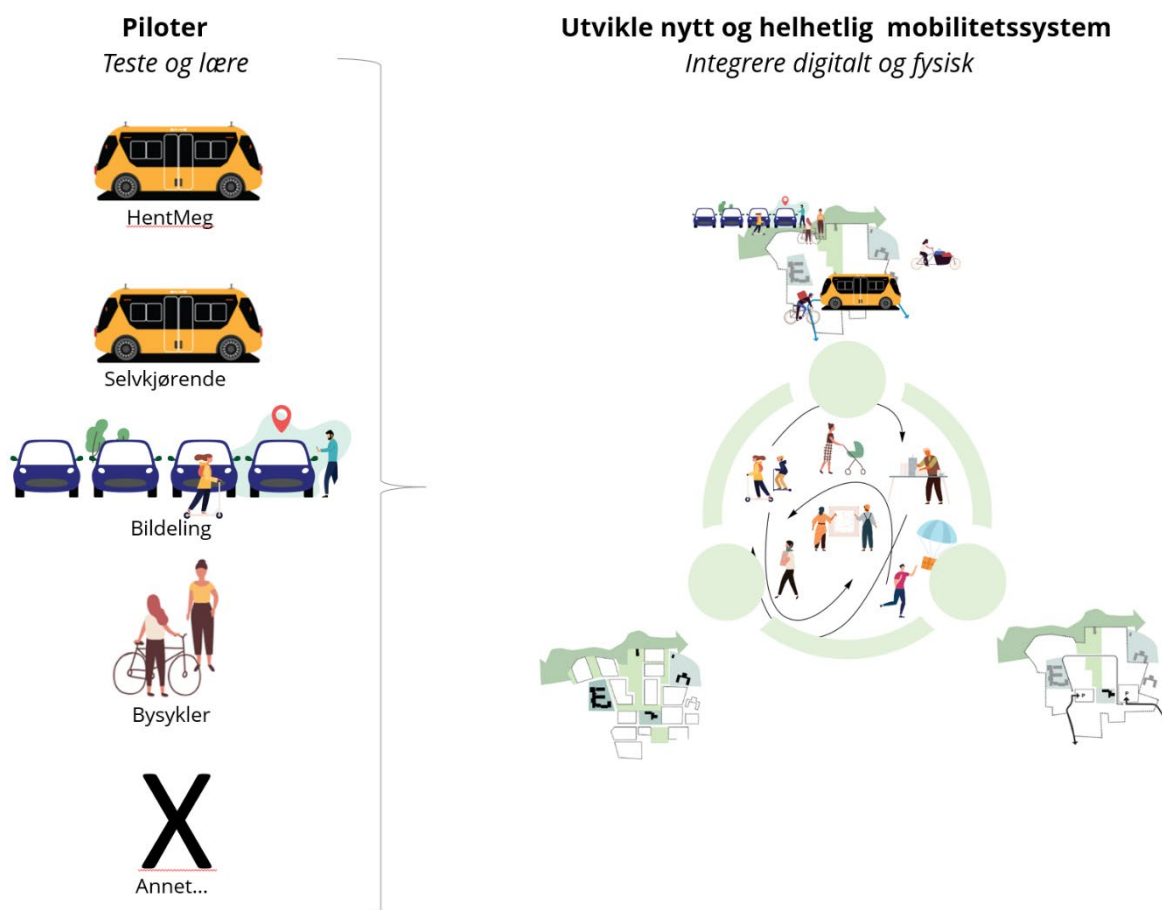 Piloter
Teste og lære
HentMeg
Selvkjørende
Bildeling
Bysykler
X
Annet...
Utvikle nytt og helhetlig mobilitetssystem
Integrere digitalt og fysisk
P
P